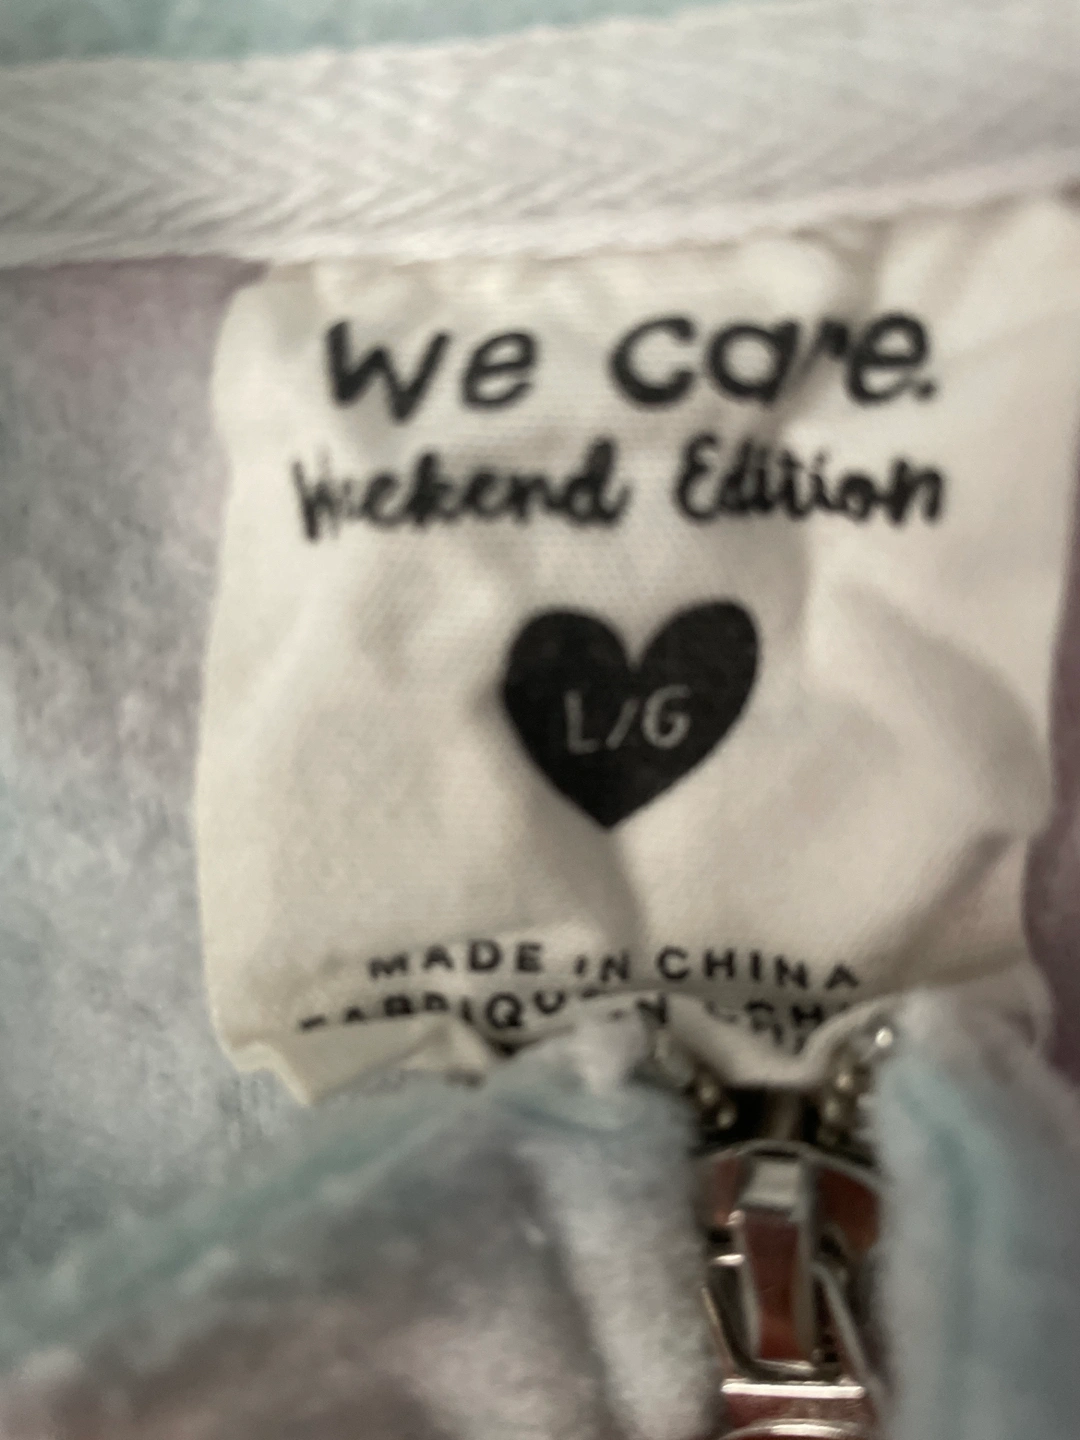 we care.
Weekend Edition
L/G
MADE IN CHINA